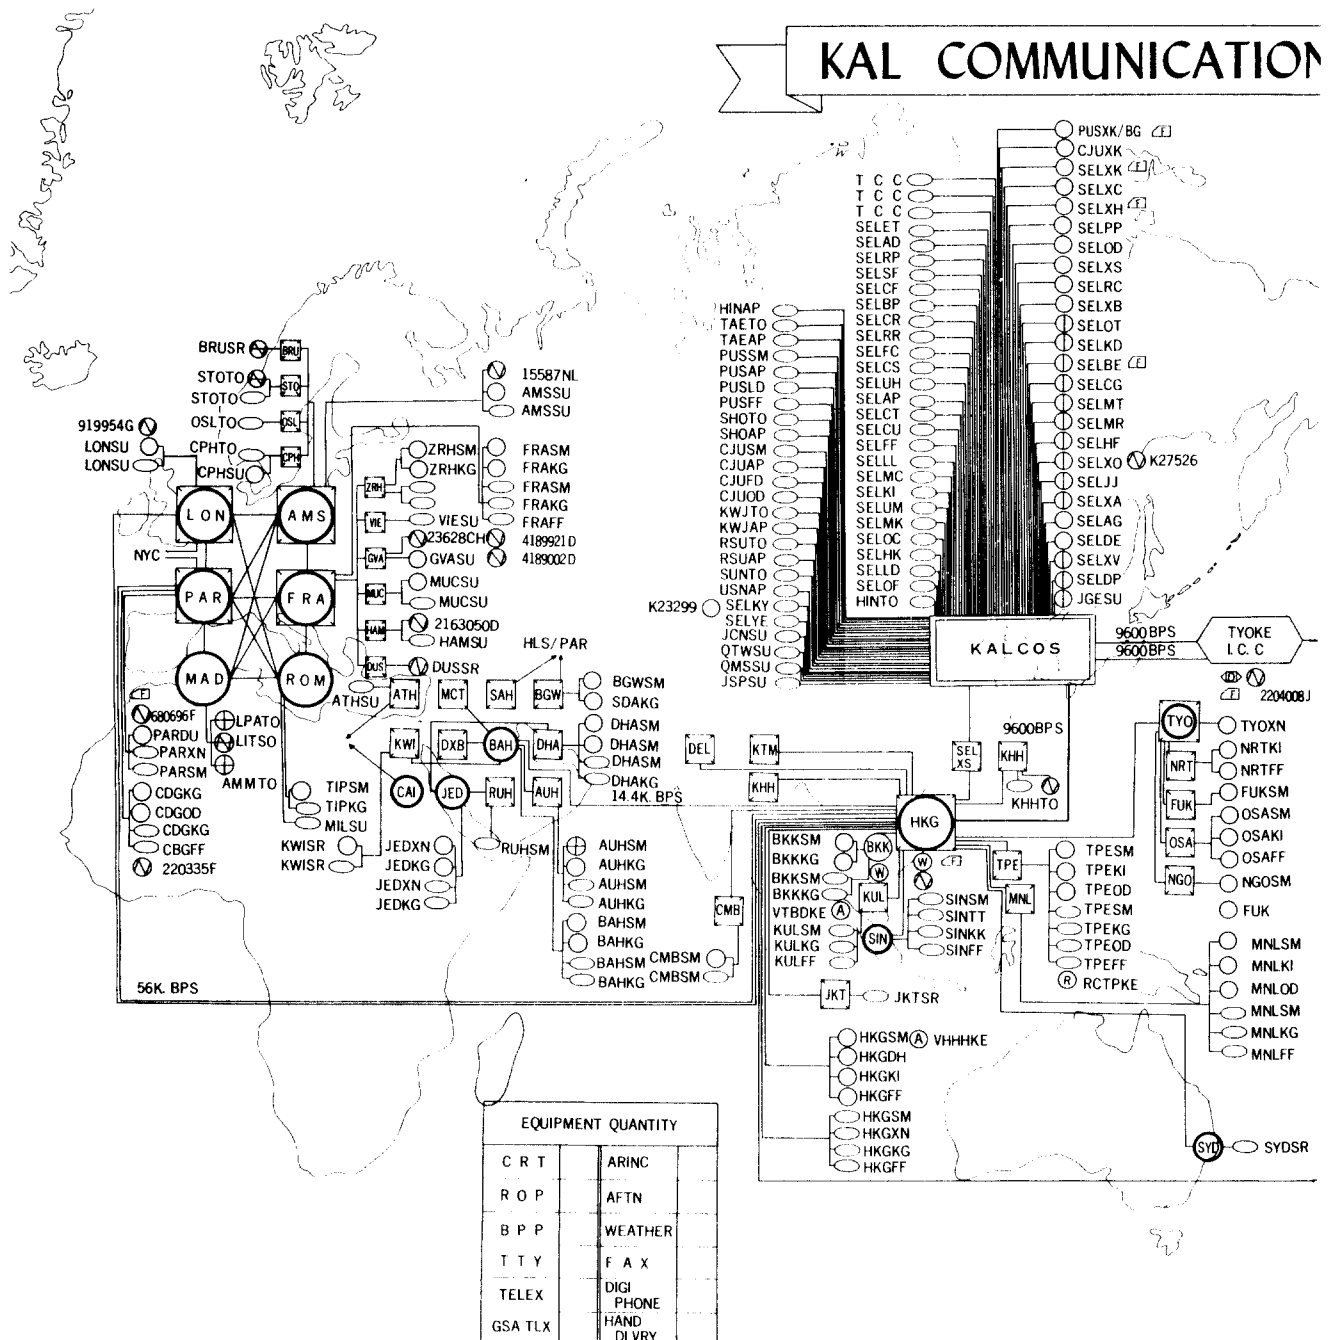 KAL COMMUNICATION
PUSXK/BG F
CJUXK
SELXK F
SELXC
SELXH F
SELPP
SELOD
SELXS
SELRC
SELXB
SELOT
SELKD
SELBE F
SELCG
SELMT
SELMR
SELHF
SELXO K27526
SELJJ
SELXA
SELAG
SELDE
SELXV
SELDP
JGESU
T C C
T C C
T C C
SELET
SELAD
SELRP
SELSF
SELCF
SELBP
SELCR
SELRR
SELFC
SELCS
SELUH
SELAP
SELCT
SELCU
SELFF
SELLL
SELMC
SELKI
SELUM
SELMK
SELOC
SELHK
SELLD
SELOF
HINTO
HINAP
TAETO
TAEAP
PUSSM
PUSAP
PUSLD
PUSFF
SHOTO
SHOAP
CJUSM
CJUAP
CJUFD
CJUOD
KWJTO
KWJAP
RSUTO
RSUAP
SUNTO
USNAP
K23299 SELKY
SELYE
JCNSU
QTWSU
QMSSU
JSPSU
KALCOS
9600BPS
9600BPS
TYOKE
I.C.C
D
F 2204008J
9600BPS
BRUSR BRU
STOTO STO
STOTO
OSLTO OSL
CPHTO CPH
CPHSU
919954G
LONSU
LONSU
15587NL
AMSSU
AMSSU
ZRHSM
ZRHKG
ZRH
VIE VIESU
GVA 23628CH
GVASU
MUC MUCSU
MUCSU
HAM 2163050D
HAMSU
DUS DUSSR
FRASM
FRAKG
FRASM
FRAKG
FRAFF
4189921D
4189002D
LON AMS
NYC
PAR FRA
MAD ROM
ATHSU
HLS/PAR
ATH MCT SAH BGW
BGWSM
SDAKG
KWI DXB BAH DHA
DHASM
DHASM
DHASM
DHAKG
14.4K. BPS
CAI JED RUH AUH
F
680696F
PARDU
PARXN
PARSM
CDGKG
CDGOD
CDGKG
CBGFF
220335F
LPATO
LITSO
AMMTO
TIPSM
TIPKG
MILSU
KWISR
KWISR
JEDXN
JEDKG
JEDXN
JEDKG
RUHSM
AUHSM
AUHKG
AUHSM
AUHKG
BAHSM
BAHKG
BAHSM
BAHKG
DEL KTM
KHH
SEL
XS
KHH
KHHTO
HKG
CMB
CMBSM
CMBSM
BKKSM
BKKKG
BKKSM
BKKKG
BKK
W
W
F
VTBDKE A
KUL
KULSM
KULKG
KULFF
SIN
SINSM
SINTT
SINKK
SINFF
JKT JKTSR
TPE
MNL
TPESM
TPEKI
TPEOD
TPESM
TPEKG
TPEOD
TPEFF
R RCTPKE
TYO TYOXN
NRT
NRTKI
NRTFF
FUK
FUKSM
OSASM
OSA
OSAKI
OSAFF
NGO NGOSM
FUK
MNLSM
MNLKI
MNLOD
MNLSM
MNLKG
MNLFF
56K. BPS
HKGSM A VHHHKE
HKGDH
HKGKI
HKGFF
HKGSM
HKGXN
HKGKG
HKGFF
SYD SYDSR
EQUIPMENT QUANTITY
C R T ARINC
R O P AFTN
B P P WEATHER
T T Y F A X
TELEX DIGI PHONE
GSA TLX HAND DLVRY